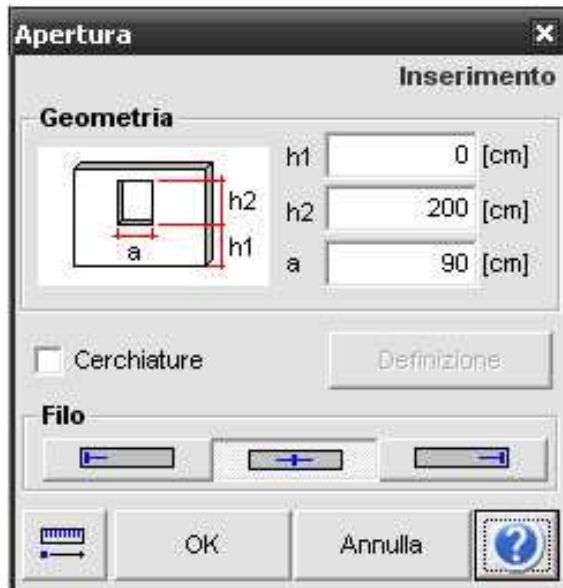 Apertura
Inserimento
Geometria
h1 0 [cm]
h2 200 [cm]
a 90 [cm]
h2
h1
a
Cerchiature
Definizione
Filo
OK
Annulla
?